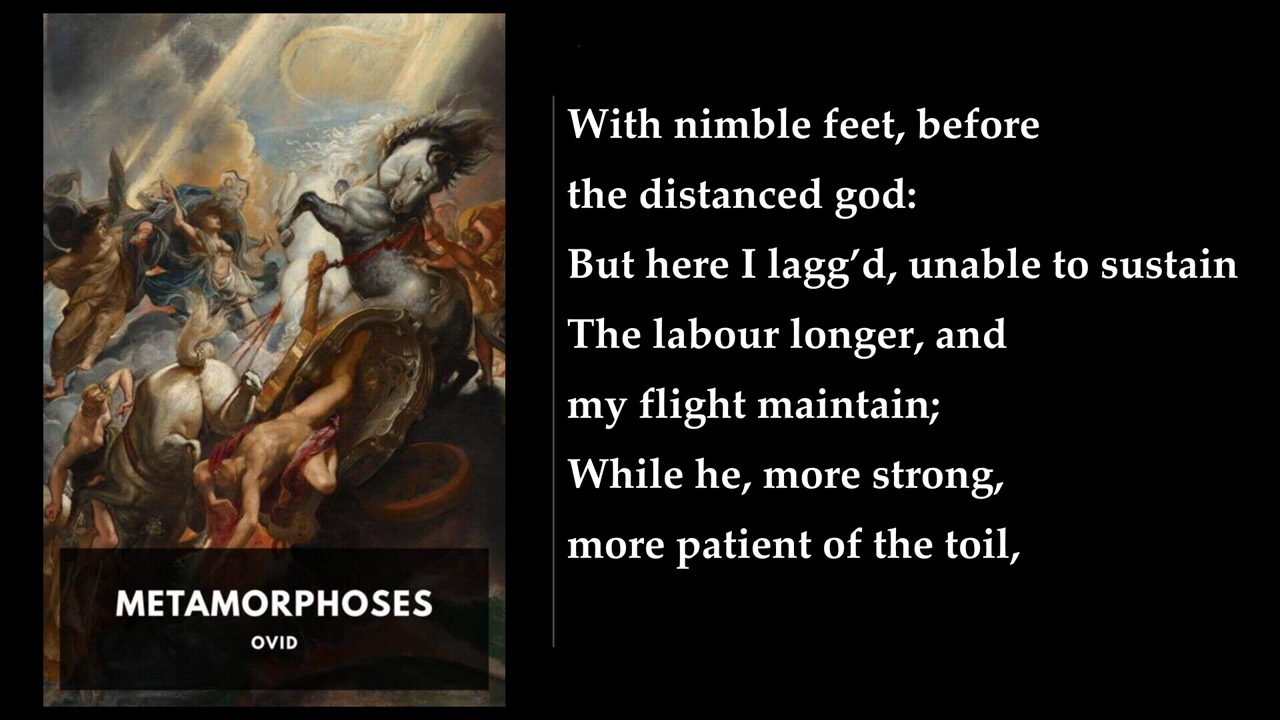 METAMORPHOSES
OVID
With nimble feet, before
the distanced god:
But here I lagg’d, unable to sustain
The labour longer, and
my flight maintain;
While he, more strong,
more patient of the toil,